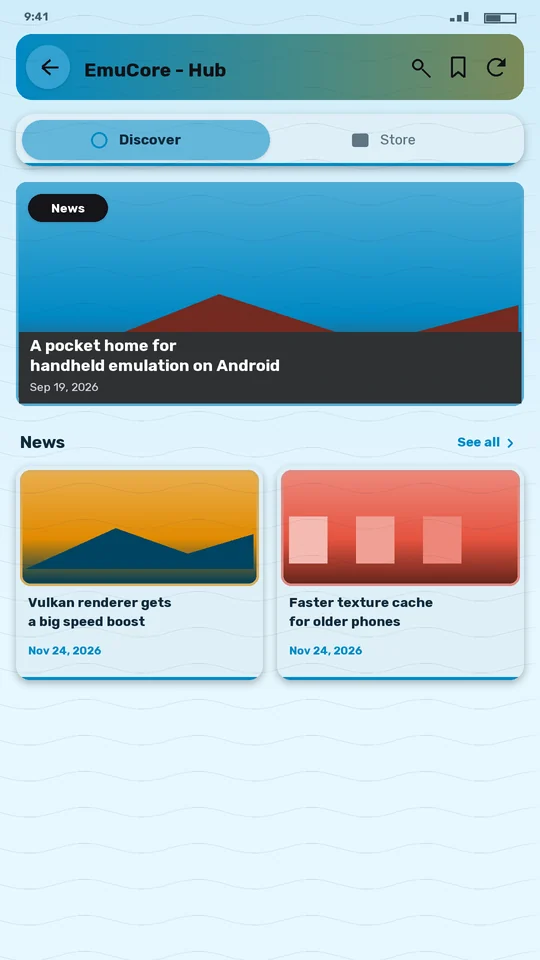 9:41
EmuCore - Hub
Discover
Store
News
A pocket home for
handheld emulation on Android
Sep 19, 2026
News
See all
Vulkan renderer gets
a big speed boost
Nov 24, 2026
Faster texture cache
for older phones
Nov 24, 2026